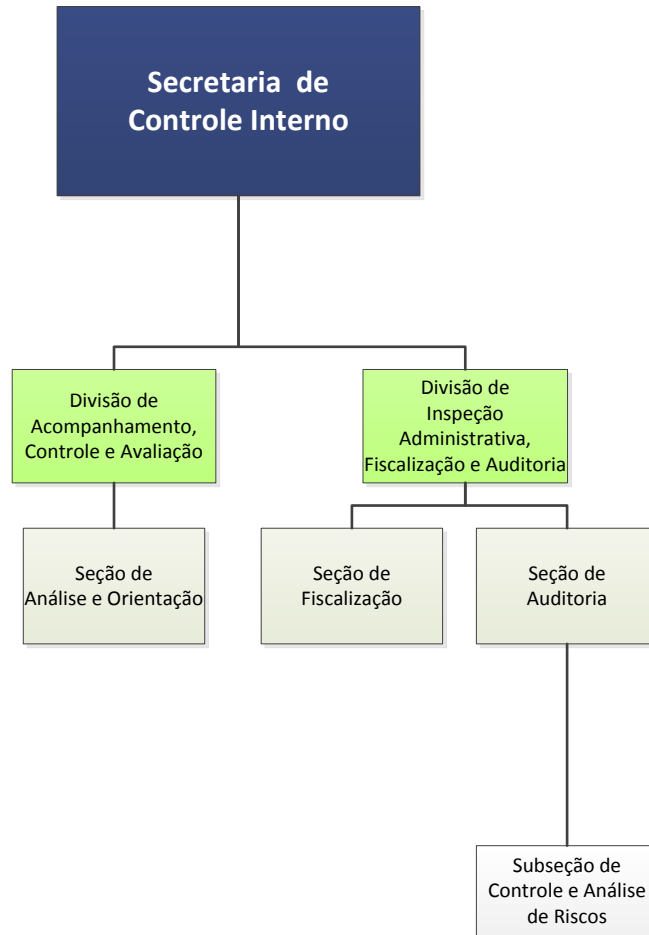 Secretaria de
Controle Interno
Divisão de
Acompanhamento,
Controle e Avaliação
Divisão de
Inspeção
Administrativa,
Fiscalização e Auditoria
Seção de
Análise e Orientação
Seção de
Fiscalização
Seção de
Auditoria
Subseção de
Controle e Análise
de Riscos